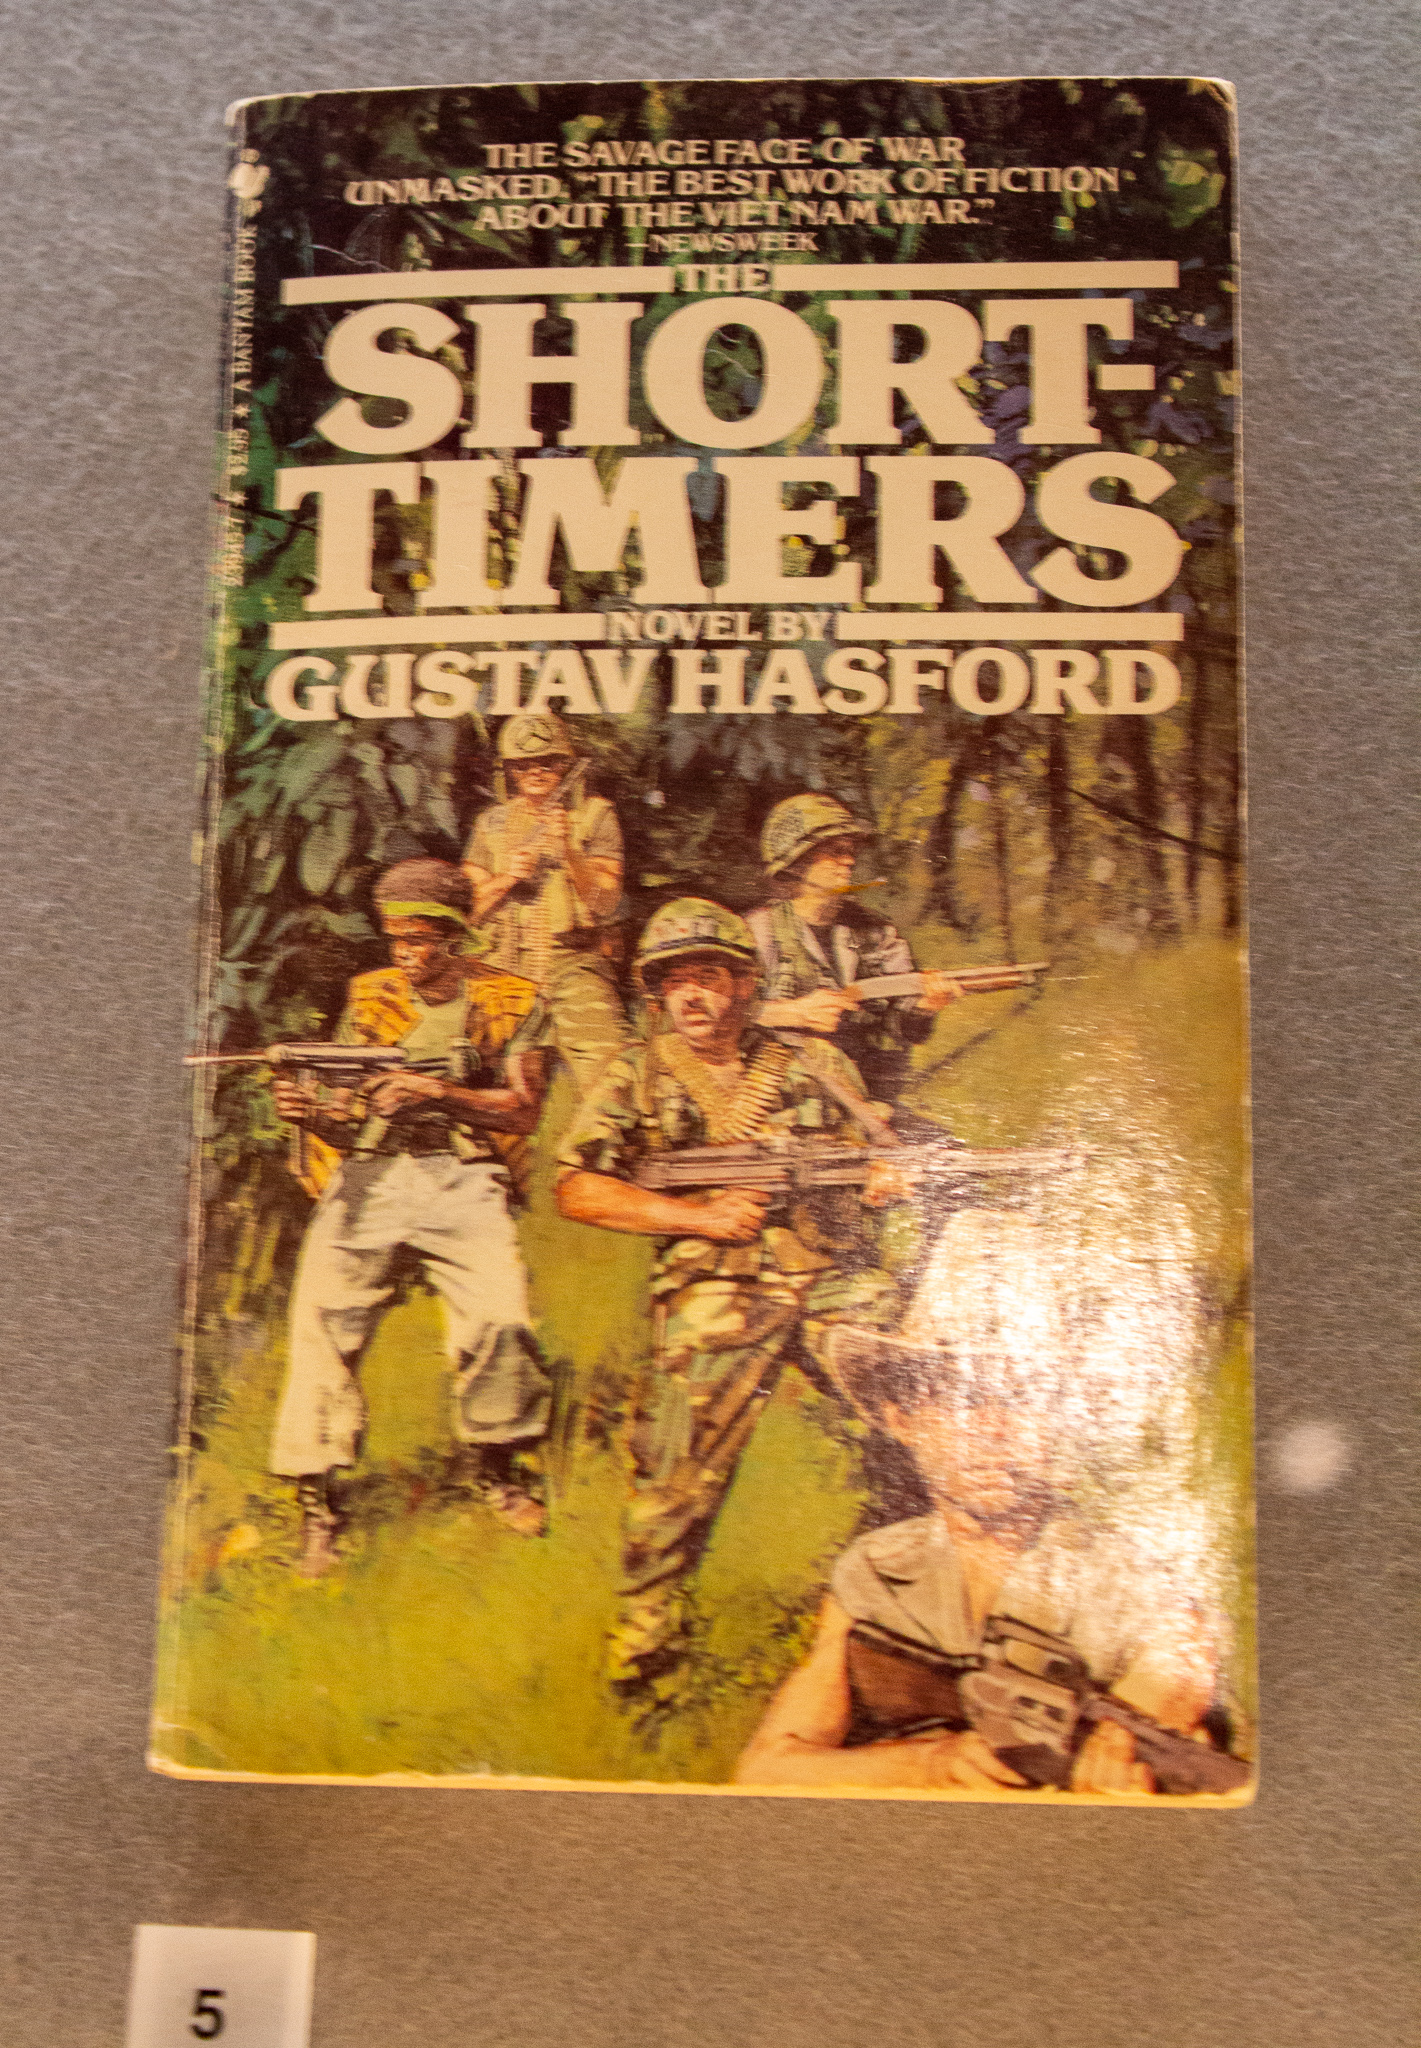 THE SAVAGE FACE OF WAR
UNMASKED. "THE BEST WORK OF FICTION
ABOUT THE VIET NAM WAR."
—NEWSWEEK
THE
SHORT-
TIMERS
NOVEL BY
GUSTAV HASFORD
★ A BANTAM BOOK
5